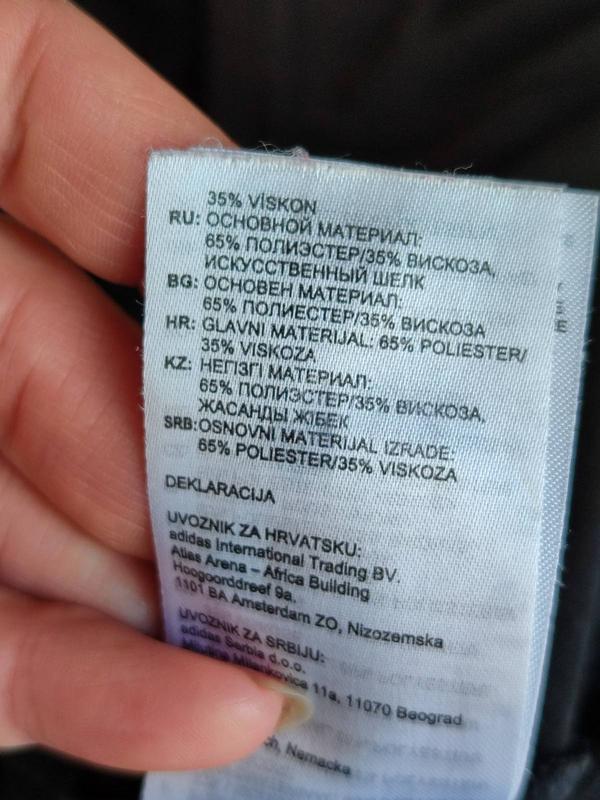 35% VİSKON
RU: ОСНОВНОЙ МАТЕРИАЛ:
65% ПОЛИЭСТЕР/35% ВИСКОЗА,
ИСКУССТВЕННЫЙ ШЕЛК
BG: ОСНОВЕН МАТЕРИАЛ:
65% ПОЛИЕСТЕР/35% ВИСКОЗА
HR: GLAVNI MATERIJAL: 65% POLIESTER/
35% VISKOZA
KZ: НЕГІЗГІ МАТЕРИАЛ:
65% ПОЛИЭСТЕР/35% ВИСКОЗА,
ЖАСАНДЫ ЖІБЕК
SRB: OSNOVNI MATERIJAL IZRADE:
65% POLIESTER/35% VISKOZA
DEKLARACIJA
UVOZNIK ZA HRVATSKU:
adidas International Trading BV.
Atlas Arena – Africa Building
Hoogoorddreef 9a,
1101 BA Amsterdam ZO, Nizozemska
UVOZNIK ZA SRBIJU:
adidas Serbia d.o.o.
Milankovica 11a, 11070 Beograd
Nemacka